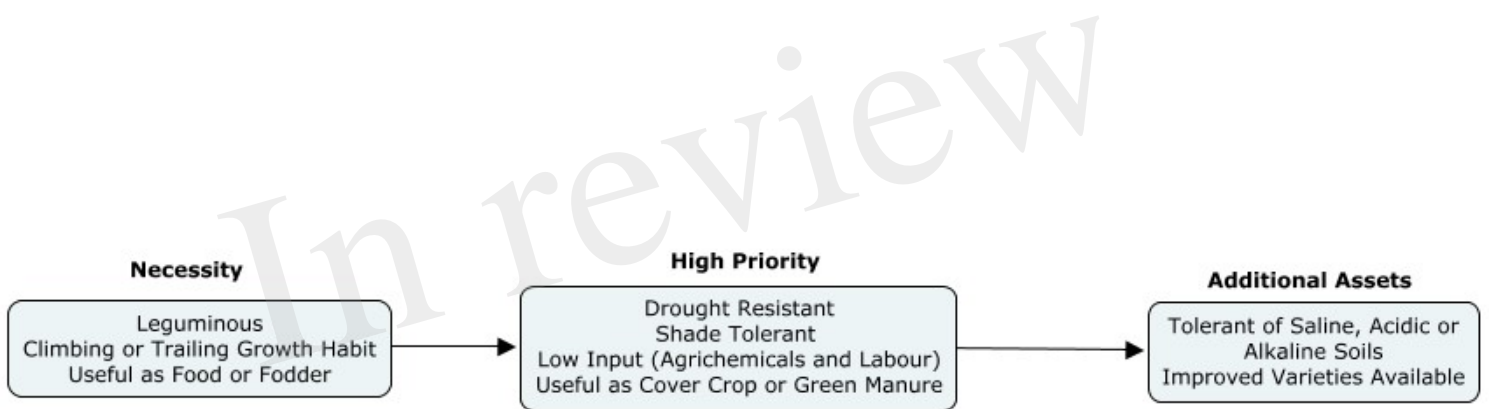 In review
Necessity
Leguminous
Climbing or Trailing Growth Habit
Useful as Food or Fodder
High Priority
Drought Resistant
Shade Tolerant
Low Input (Agrichemicals and Labour)
Useful as Cover Crop or Green Manure
Additional Assets
Tolerant of Saline, Acidic or
Alkaline Soils
Improved Varieties Available